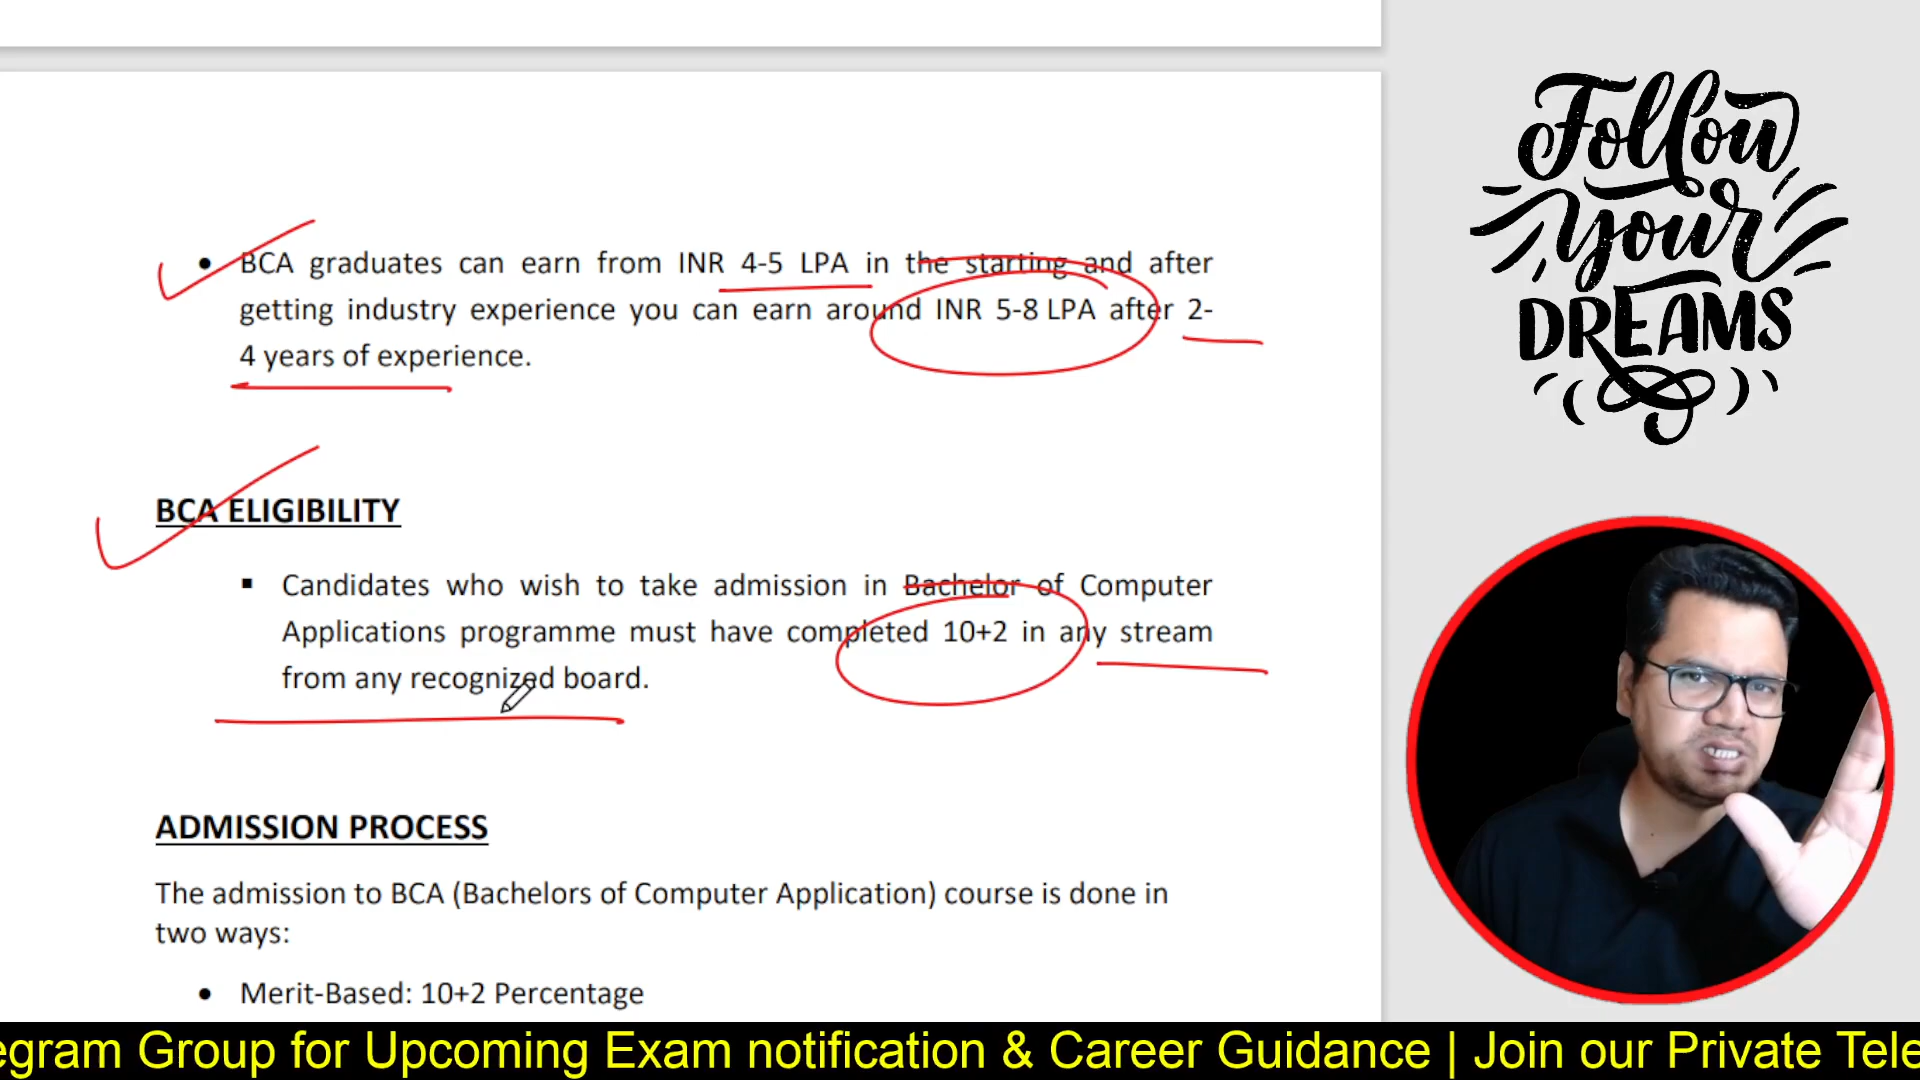 BCA graduates can earn from INR 4-5 LPA in the starting and after
getting industry experience you can earn around INR 5-8 LPA after 2-
4 years of experience.
BCA ELIGIBILITY
Candidates who wish to take admission in Bachelor of Computer
Applications programme must have completed 10+2 in any stream
from any recognized board.
ADMISSION PROCESS
The admission to BCA (Bachelors of Computer Application) course is done in
two ways:
Merit-Based: 10+2 Percentage
Follow
Your
DREAMS
egram Group for Upcoming Exam notification & Career Guidance | Join our Private Tele